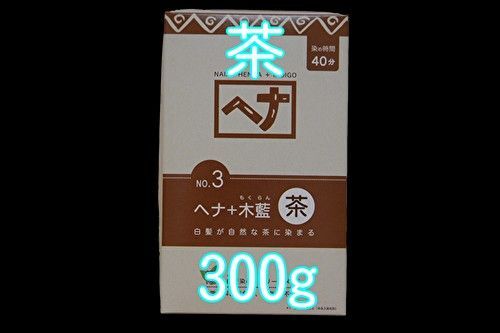 茶
染め時間
40分
ヘナ
NO.3
もくらん
ヘナ+木藍 茶
白髪が自然な茶に染まる
300g